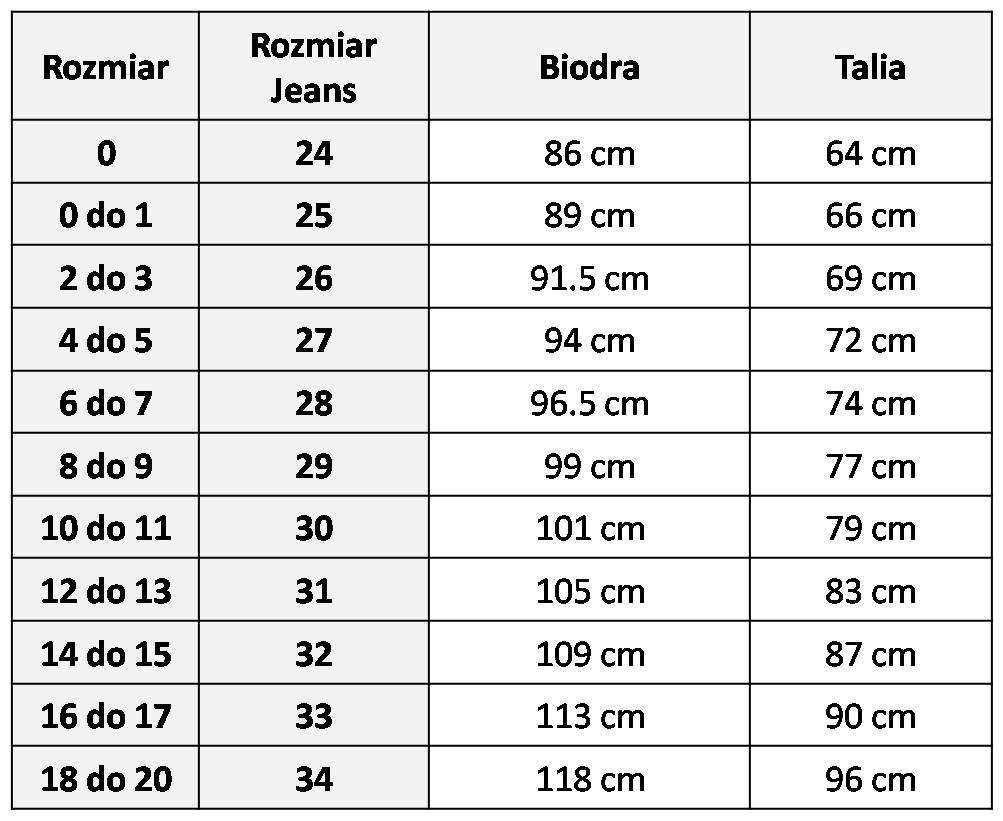 Rozmiar Rozmiar Jeans Biodra Talia
0 24 86 cm 64 cm
0 do 1 25 89 cm 66 cm
2 do 3 26 91.5 cm 69 cm
4 do 5 27 94 cm 72 cm
6 do 7 28 96.5 cm 74 cm
8 do 9 29 99 cm 77 cm
10 do 11 30 101 cm 79 cm
12 do 13 31 105 cm 83 cm
14 do 15 32 109 cm 87 cm
16 do 17 33 113 cm 90 cm
18 do 20 34 118 cm 96 cm